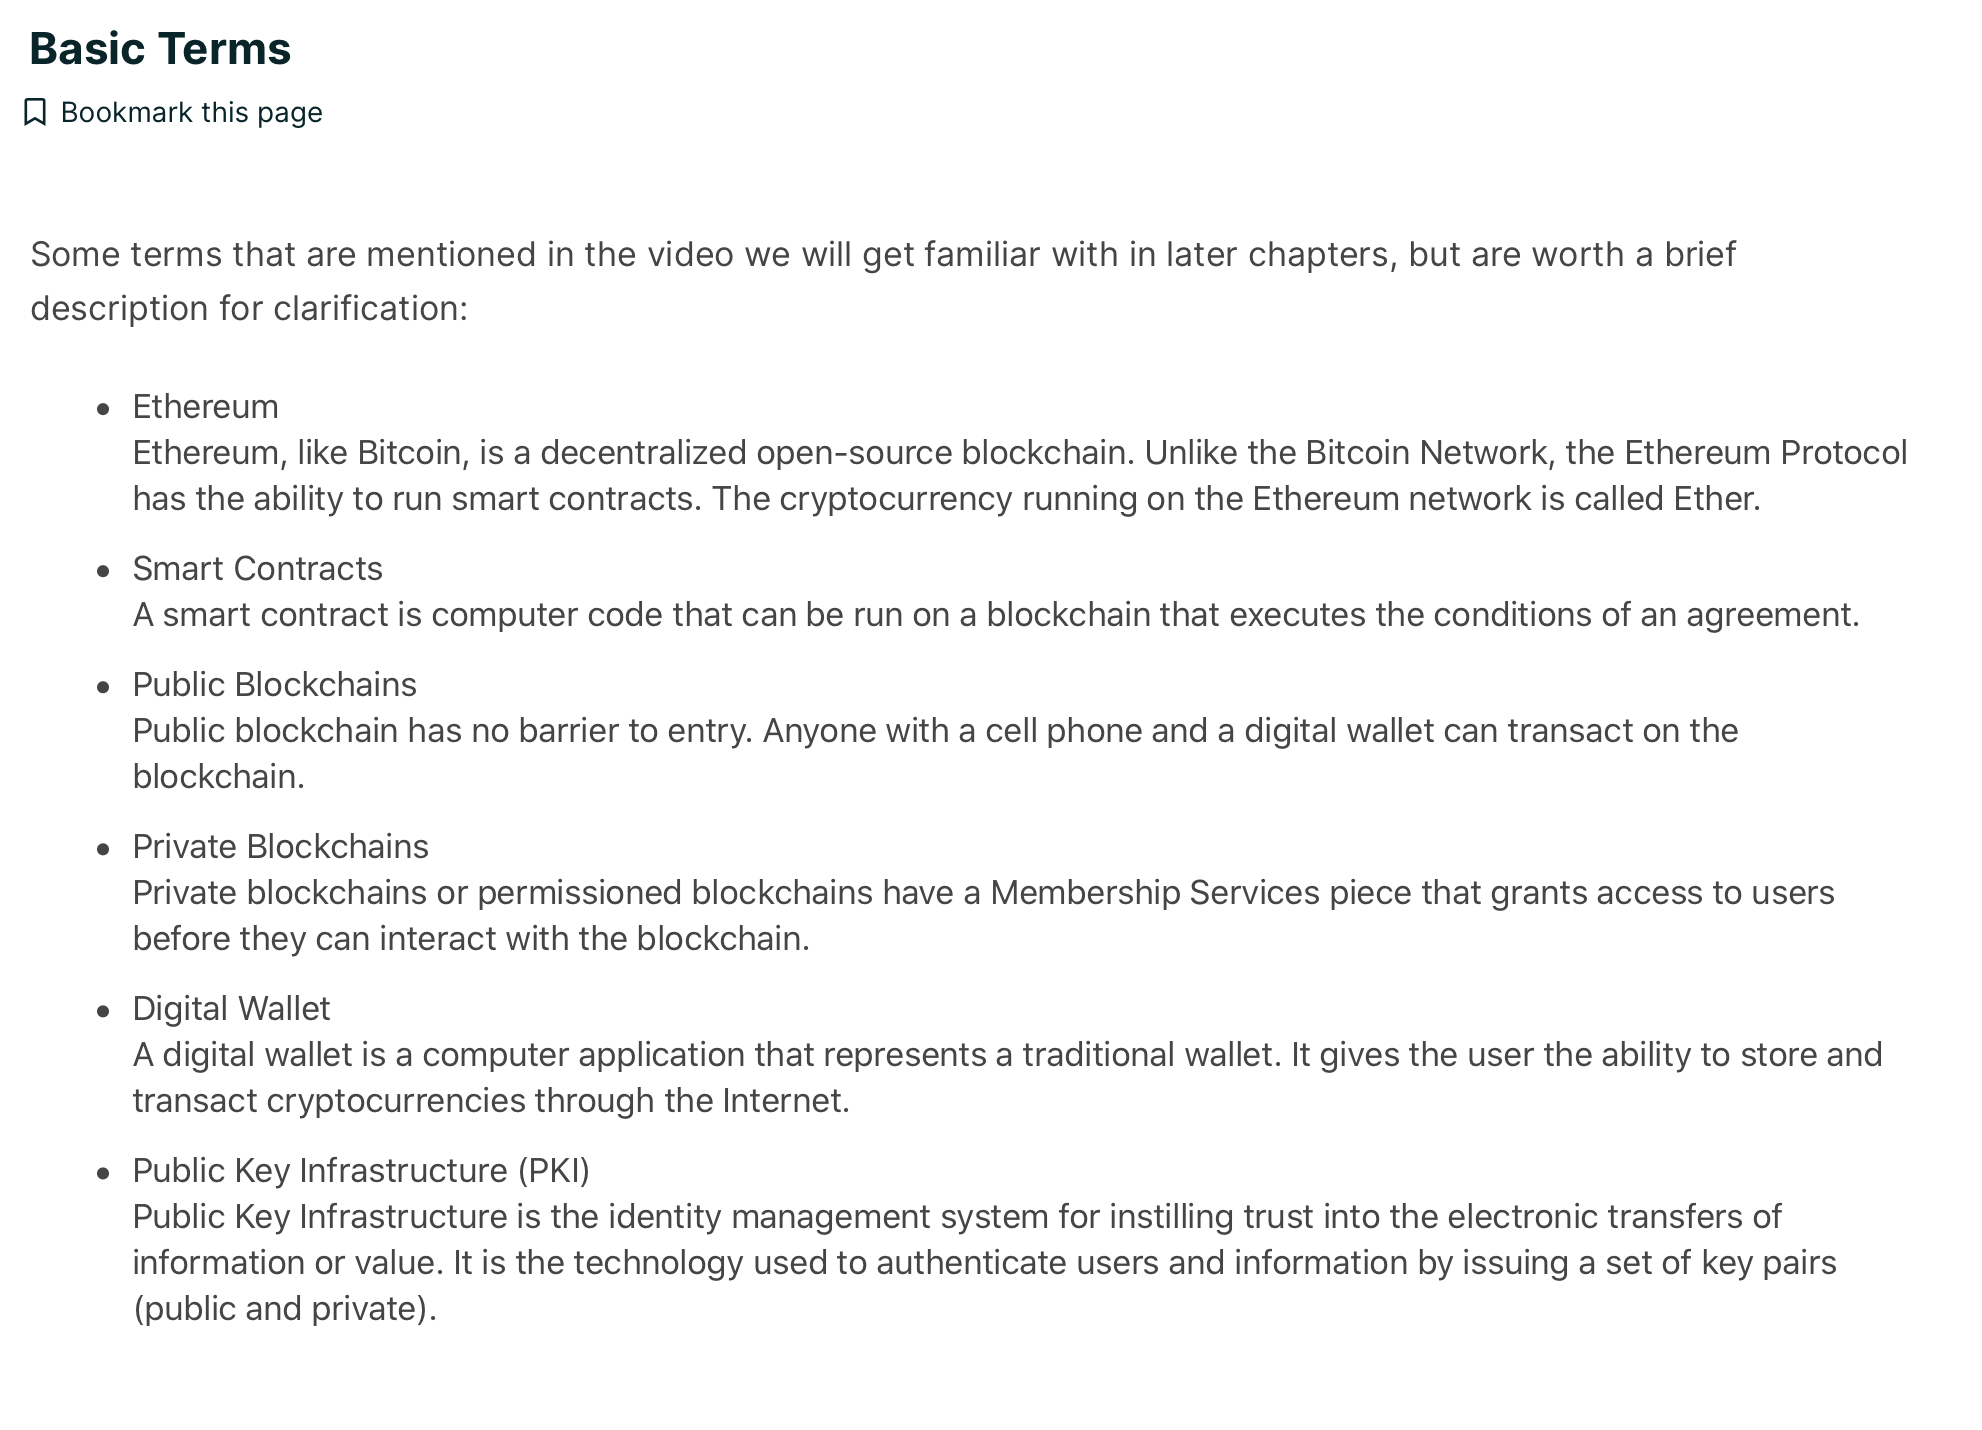 Basic Terms
Bookmark this page
Some terms that are mentioned in the video we will get familiar with in later chapters, but are worth a brief
description for clarification:
• Ethereum
Ethereum, like Bitcoin, is a decentralized open-source blockchain. Unlike the Bitcoin Network, the Ethereum Protocol
has the ability to run smart contracts. The cryptocurrency running on the Ethereum network is called Ether.
• Smart Contracts
A smart contract is computer code that can be run on a blockchain that executes the conditions of an agreement.
• Public Blockchains
Public blockchain has no barrier to entry. Anyone with a cell phone and a digital wallet can transact on the
blockchain.
• Private Blockchains
Private blockchains or permissioned blockchains have a Membership Services piece that grants access to users
before they can interact with the blockchain.
• Digital Wallet
A digital wallet is a computer application that represents a traditional wallet. It gives the user the ability to store and
transact cryptocurrencies through the Internet.
• Public Key Infrastructure (PKI)
Public Key Infrastructure is the identity management system for instilling trust into the electronic transfers of
information or value. It is the technology used to authenticate users and information by issuing a set of key pairs
(public and private).